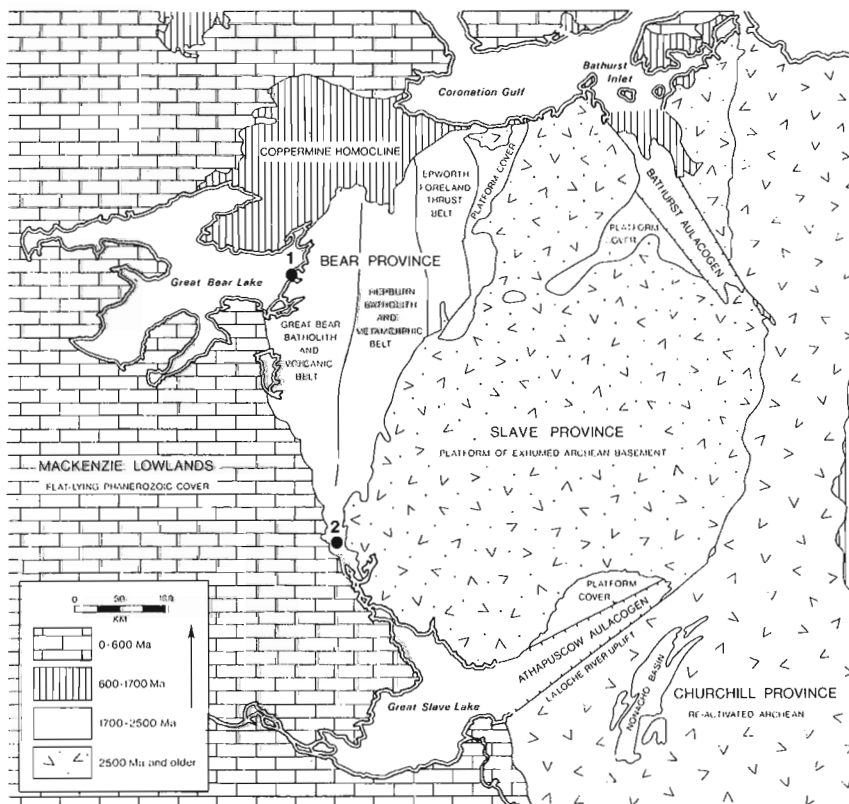 Coronation Gulf
Bathurst
Inlet
COPPERMINE HOMOCLINE
EPWORTH
FORELAND
THRUST
BELT
PLATFORM COVER
BATHURST AULACOGEN
PLATFORM
COVER
1
BEAR PROVINCE
Great Bear Lake
HEPBURN
BATHOLITH
AND
METAMORPHIC
BELT
GREAT BEAR
BATHOLITH
AND
VOLCANIC
BELT
SLAVE PROVINCE
PLATFORM OF EXHUMED ARCHEAN BASEMENT
MACKENZIE LOWLANDS
FLAT-LYING PHANEROZOIC COVER
2
PLATFORM
COVER
ATHAPUSCOW AULACOGEN
LALOCHE RIVER UPLIFT
NONACHO BASIN
CHURCHILL PROVINCE
RE-ACTIVATED ARCHEAN
Great Slave Lake
0
KM
0-600 Ma
600-1700 Ma
1700-2500 Ma
2500 Ma and older